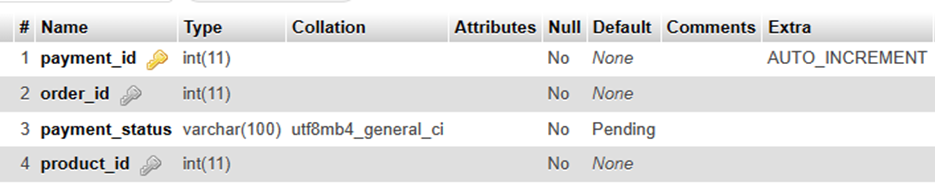 # Name Type Collation Attributes Null Default Comments Extra
1 payment_id int(11) No None AUTO_INCREMENT
2 order_id int(11) No None
3 payment_status varchar(100) utf8mb4_general_ci No Pending
4 product_id int(11) No None